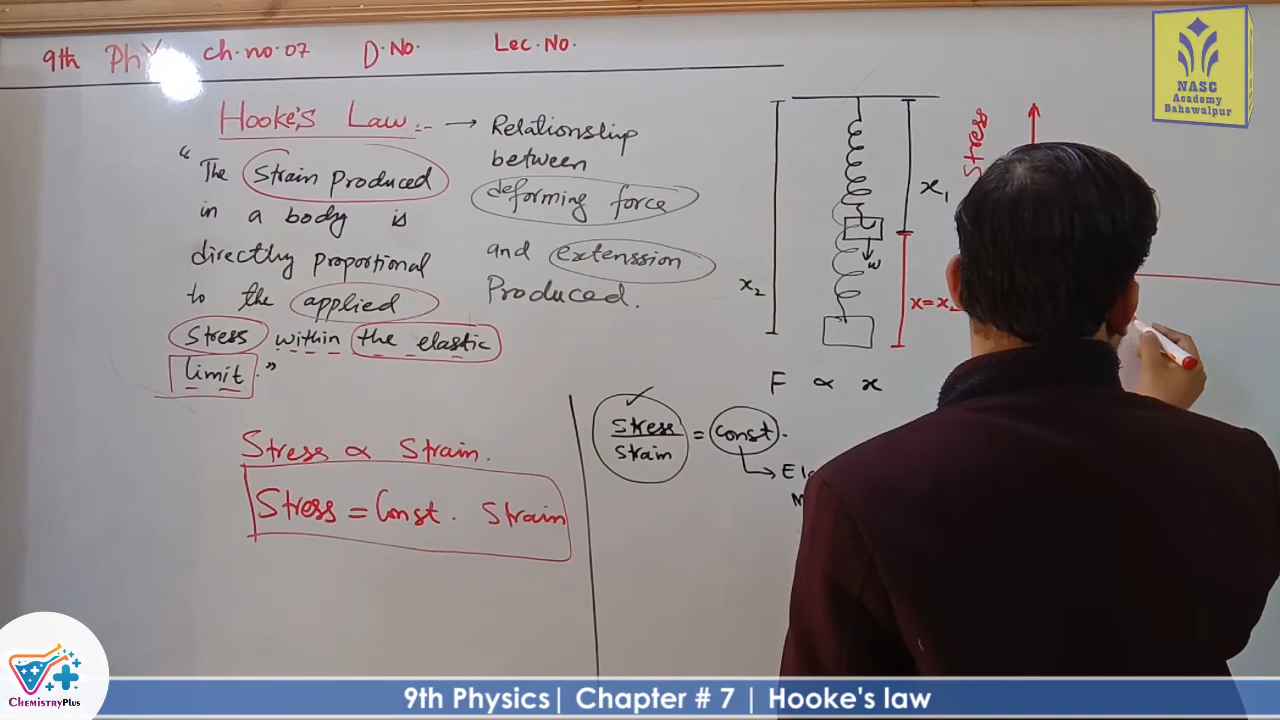 9th Phy ch.no.07 D.No. Lec.No.
NASC
Academy
Bahawalpur
Hooke's Law :- → Relationship
between
deforming force
and extenssion
Produced.
"The Strain produced
in a body is
directly proportional
to the applied
stress within the elastic
limit."
Stress ∝ Strain.
Stress = Const. Strain
x₁
x₂
w
x=x
Stress
F ∝ x
Stress
Strain
= const.
ChemistryPlus
9th Physics| Chapter # 7 | Hooke's law